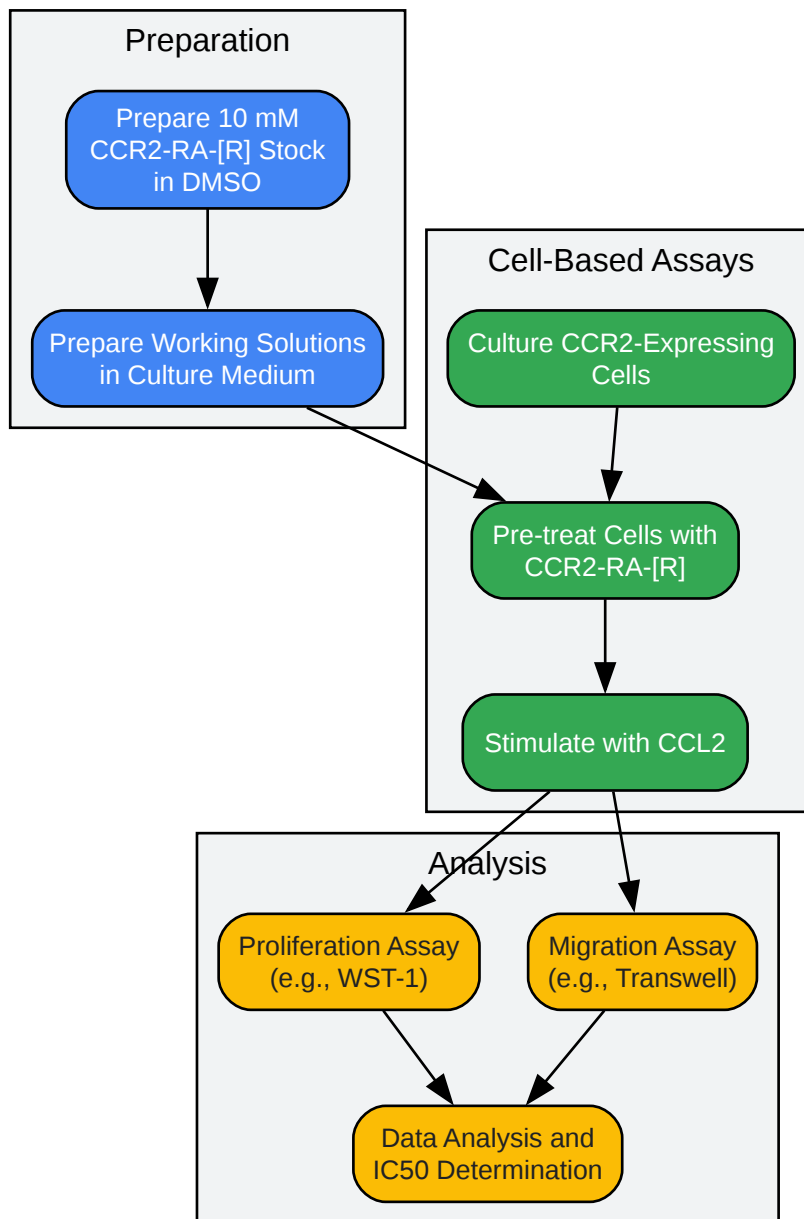 Preparation
Prepare 10 mM
CCR2-RA-[R] Stock
in DMSO
Prepare Working Solutions
in Culture Medium
Cell-Based Assays
Culture CCR2-Expressing
Cells
Pre-treat Cells with
CCR2-RA-[R]
Stimulate with CCL2
Analysis
Proliferation Assay
(e.g., WST-1)
Migration Assay
(e.g., Transwell)
Data Analysis and
IC50 Determination